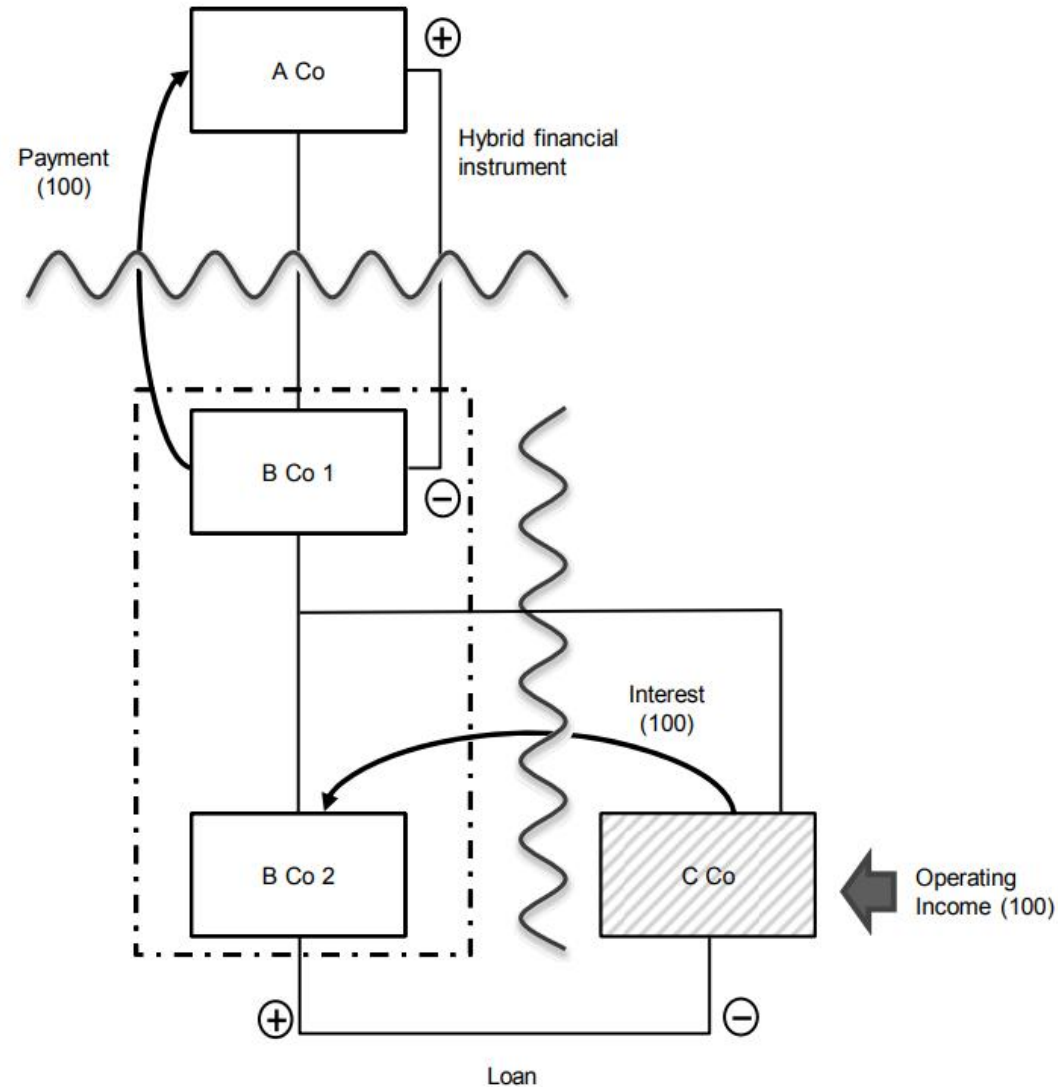 A Co
Payment
(100)
Hybrid financial
instrument
B Co 1
Interest
(100)
B Co 2
C Co
Operating
Income (100)
Loan